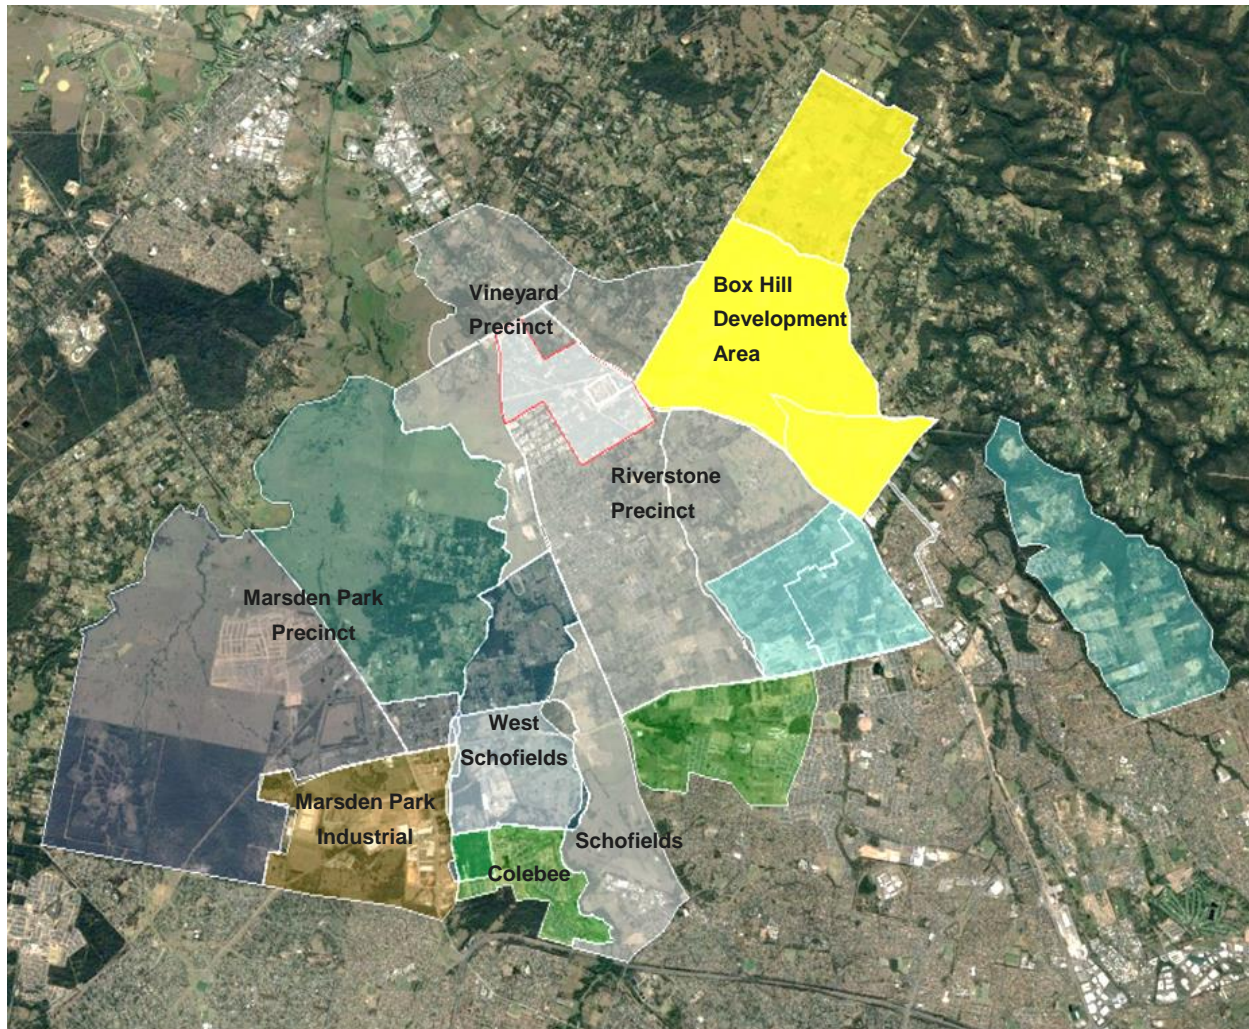 Vineyard
Precinct
Box Hill
Development
Area
Riverstone
Precinct
Marsden Park
Precinct
West
Schofields
Marsden Park
Industrial
Schofields
Colebee